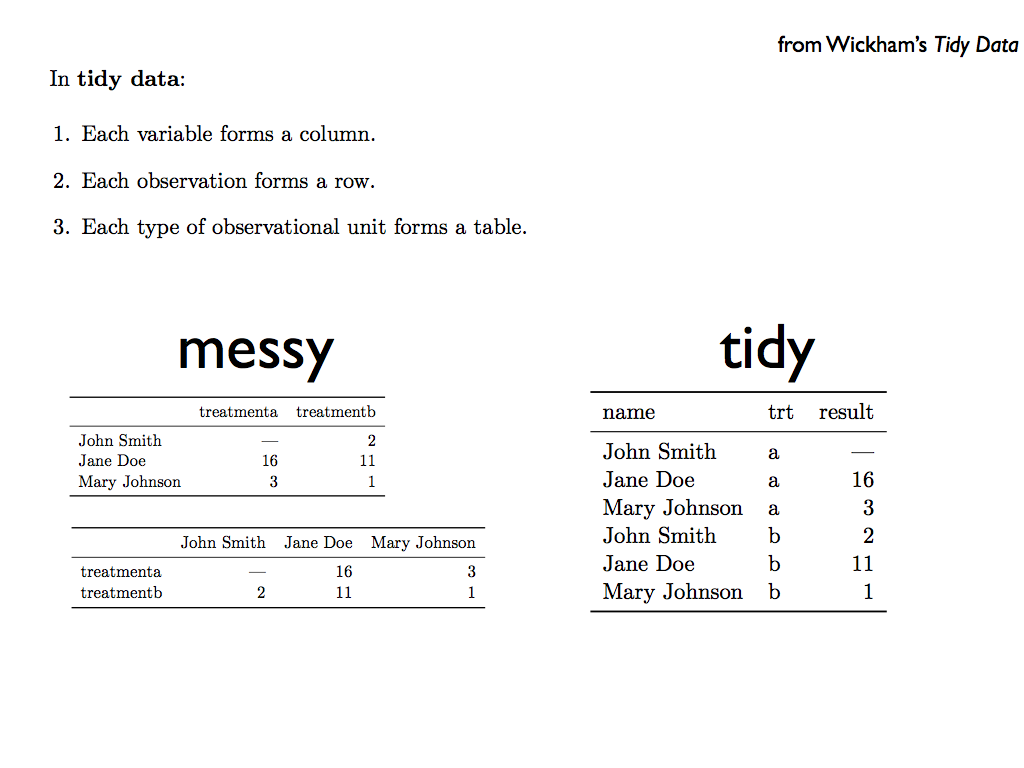 from Wickham's Tidy Data
In tidy data:
1. Each variable forms a column.
2. Each observation forms a row.
3. Each type of observational unit forms a table.
messy
treatmenta treatmentb
John Smith — 2
Jane Doe 16 11
Mary Johnson 3 1
John Smith Jane Doe Mary Johnson
treatmenta — 16 3
treatmentb 2 11 1
tidy
name trt result
John Smith a —
Jane Doe a 16
Mary Johnson a 3
John Smith b 2
Jane Doe b 11
Mary Johnson b 1